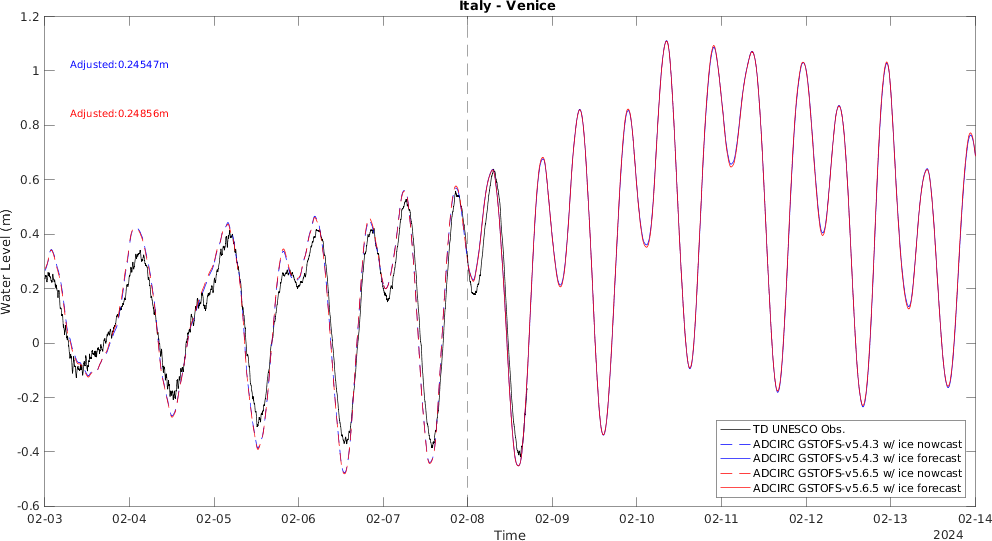 Italy - Venice
Adjusted:0.24547m
Adjusted:0.24856m
Water Level (m)
1.2
1
0.8
0.6
0.4
0.2
0
-0.2
-0.4
-0.6
TD UNESCO Obs.
ADCIRC GSTOFS-v5.4.3 w/ ice nowcast
ADCIRC GSTOFS-v5.4.3 w/ ice forecast
ADCIRC GSTOFS-v5.6.5 w/ ice nowcast
ADCIRC GSTOFS-v5.6.5 w/ ice forecast
02-03 02-04 02-05 02-06 02-07 02-08 02-09 02-10 02-11 02-12 02-13 02-14
Time
2024